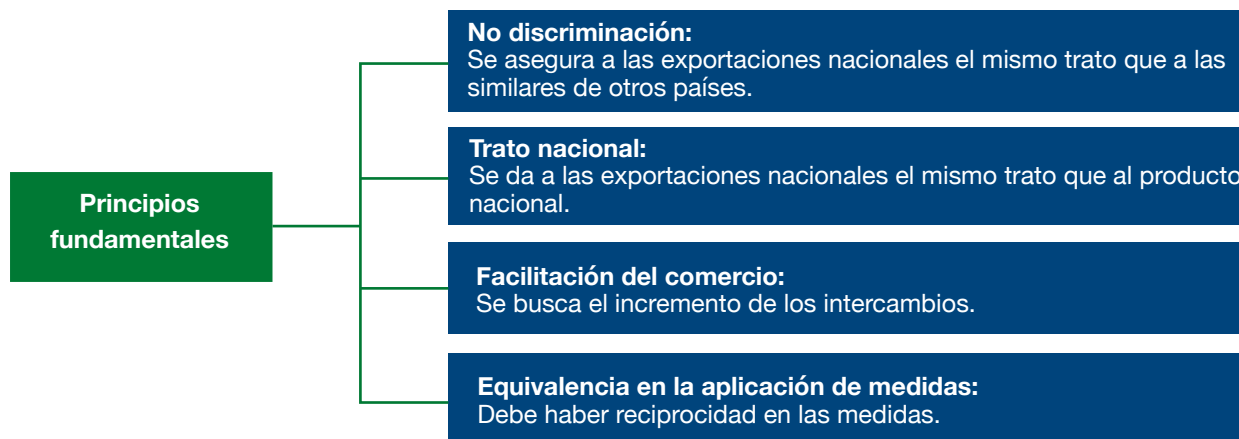 No discriminación:
Se asegura a las exportaciones nacionales el mismo trato que a las
similares de otros países.
Trato nacional:
Se da a las exportaciones nacionales el mismo trato que al producto
nacional.
Principios
fundamentales
Facilitación del comercio:
Se busca el incremento de los intercambios.
Equivalencia en la aplicación de medidas:
Debe haber reciprocidad en las medidas.